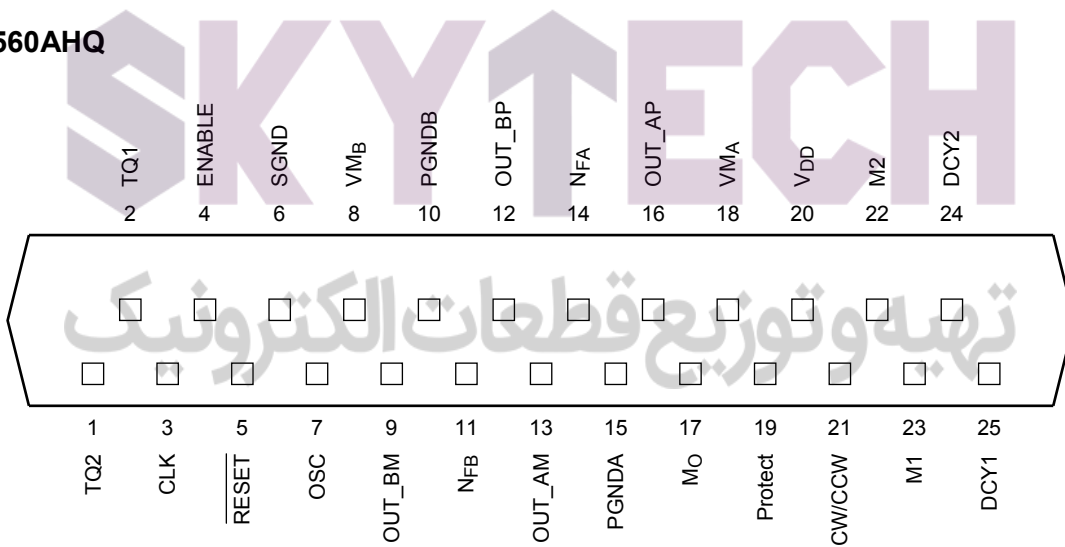 560AHQ
SKYTECH
TQ1 ENABLE SGND VMB PGNDB OUT_BP NFA OUT_AP VMA VDD M2 DCY2
2 4 6 8 10 12 14 16 18 20 22 24
تهیه و توزیع قطعات الکترونیک
1 3 5 7 9 11 13 15 17 19 21 23 25
TQ2 CLK RESET OSC OUT_BM NFB OUT_AM PGNDA MO Protect CW/CCW M1 DCY1